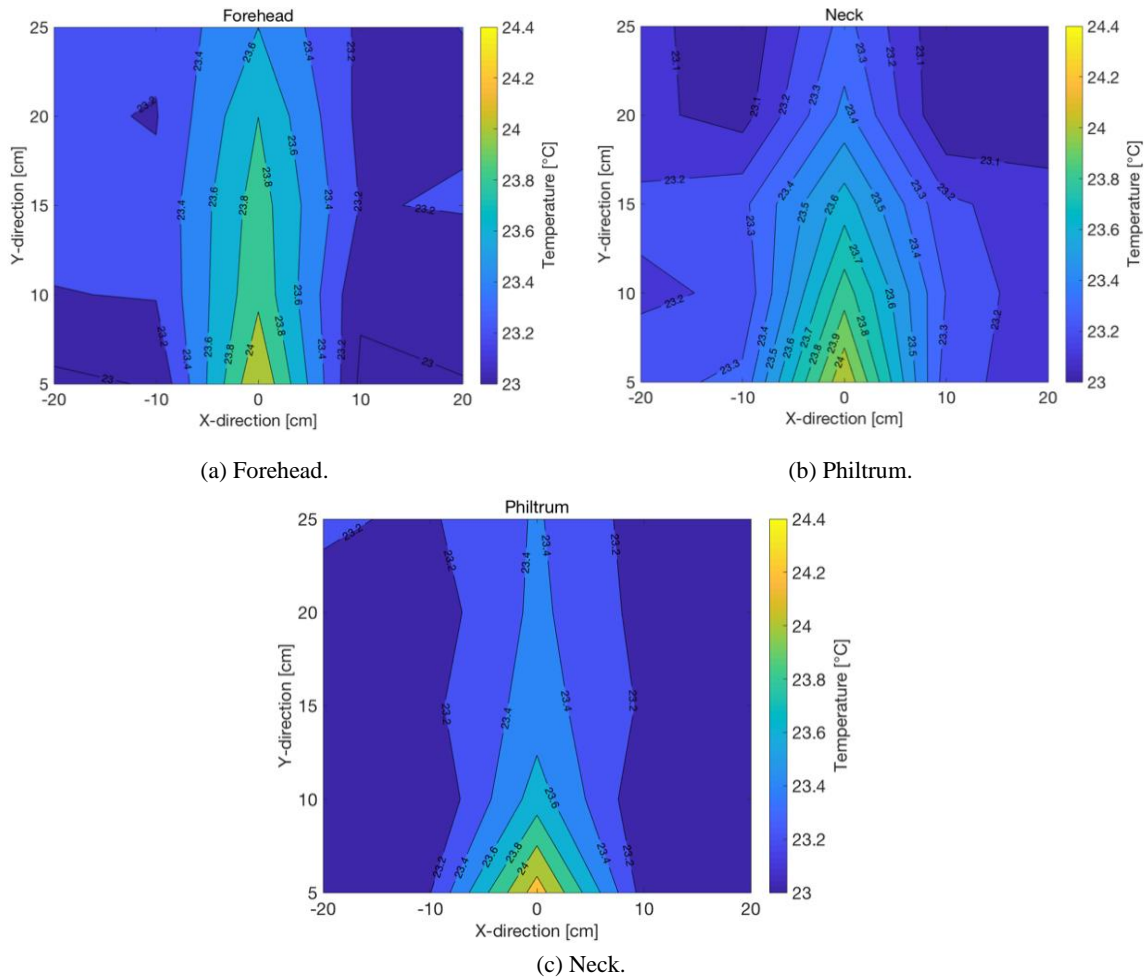 Forehead
25
20
15
10
5
Y-direction [cm]
-20 -10 0 10 20
X-direction [cm]
23.4 23.6 23.4
23.2 23.2
23.8 23.6
23.4 23.6 23.8 23.4 23.2
23.2
23.2 23.4 23.6 23.8 24 23.8 23.6 23.4 23.2
23 23
24.4
24.2
24
23.8
23.6
23.4
23.2
23
Temperature [°C]
(a) Forehead.
Neck
25
20
15
10
5
Y-direction [cm]
-20 -10 0 10 20
X-direction [cm]
23.1 23.2 23.3 23.3 23.2 23.1
23.4
23.2 23.1
23.3 23.4 23.5 23.6 23.5 23.3 23.2
23.7 23.4
23.2 23.6
23.3 23.4 23.5 23.6 23.7 23.8 23.9 24 23.8 23.5 23.3 23.2
24.4
24.2
24
23.8
23.6
23.4
23.2
23
Temperature [°C]
(b) Philtrum.
Philtrum
25
20
15
10
5
Y-direction [cm]
-20 -10 0 10 20
X-direction [cm]
23.2 23.4 23.4 23.2
23.2 23.4 23.4 23.2
23.6
23.2 23.4 23.6 23.8 24 23.4 23.2
24.4
24.2
24
23.8
23.6
23.4
23.2
23
Temperature [°C]
(c) Neck.